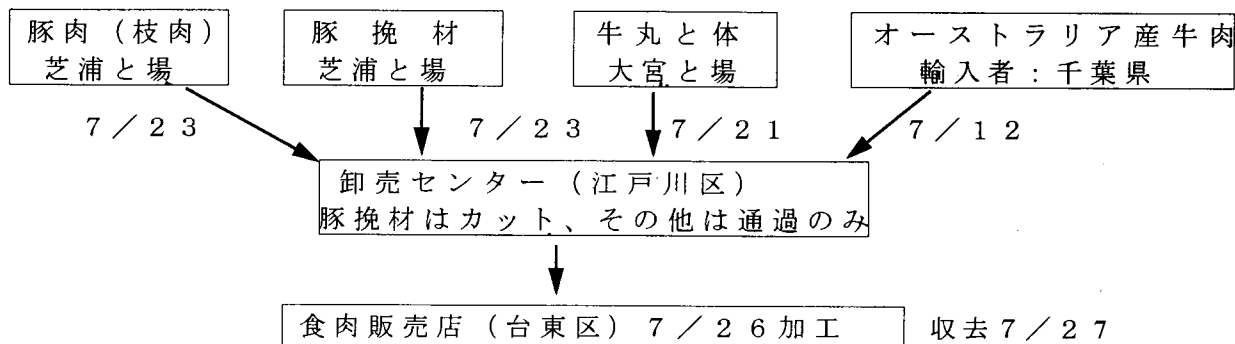 豚肉（枝肉）
芝浦と場
豚挽材
芝浦と場
牛丸と体
大宮と場
オーストラリア産牛肉
輸入者：千葉県
7／23
7／23
7／21
7／12
卸売センター（江戸川区）
豚挽材はカット、その他は通過のみ
食肉販売店（台東区）7／26加工
収去7／27